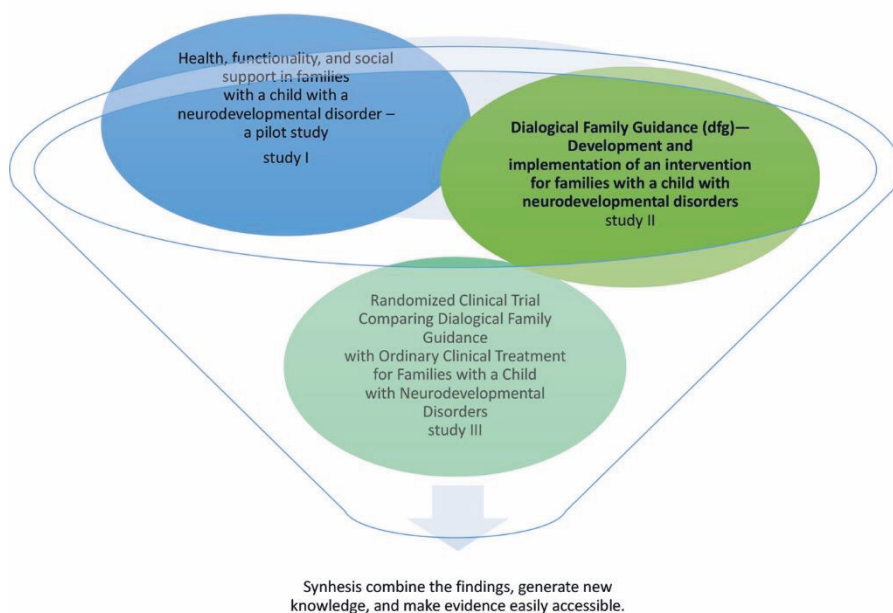 Health, functionality, and social
support in families
with a child with a
neurodevelopmental disorder –
a pilot study
study I
Dialogical Family Guidance (dfg)—
Development and
implementation of an intervention
for families with a child with
neurodevelopmental disorders
study II
Randomized Clinical Trial
Comparing Dialogical Family
Guidance
with Ordinary Clinical Treatment
for Families with a Child
with Neurodevelopmental
Disorders
study III
Synhesis combine the findings, generate new
knowledge, and make evidence easily accessible.